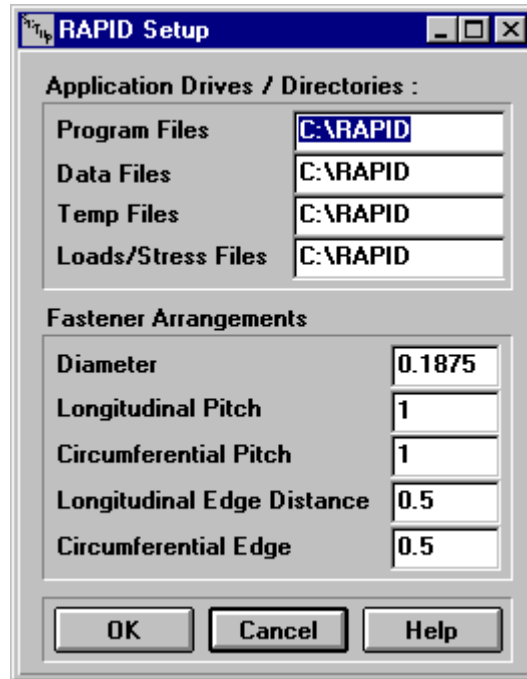 RAPID Setup
Application Drives / Directories :
Program Files C:\RAPID
Data Files C:\RAPID
Temp Files C:\RAPID
Loads/Stress Files C:\RAPID
Fastener Arrangements
Diameter 0.1875
Longitudinal Pitch 1
Circumferential Pitch 1
Longitudinal Edge Distance 0.5
Circumferential Edge 0.5
OK Cancel Help